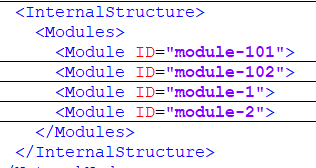 <InternalStructure>
<Modules>
<Module ID="module-101">
<Module ID="module-102">
<Module ID="module-1">
<Module ID="module-2">
</Modules>
</InternalStructure>